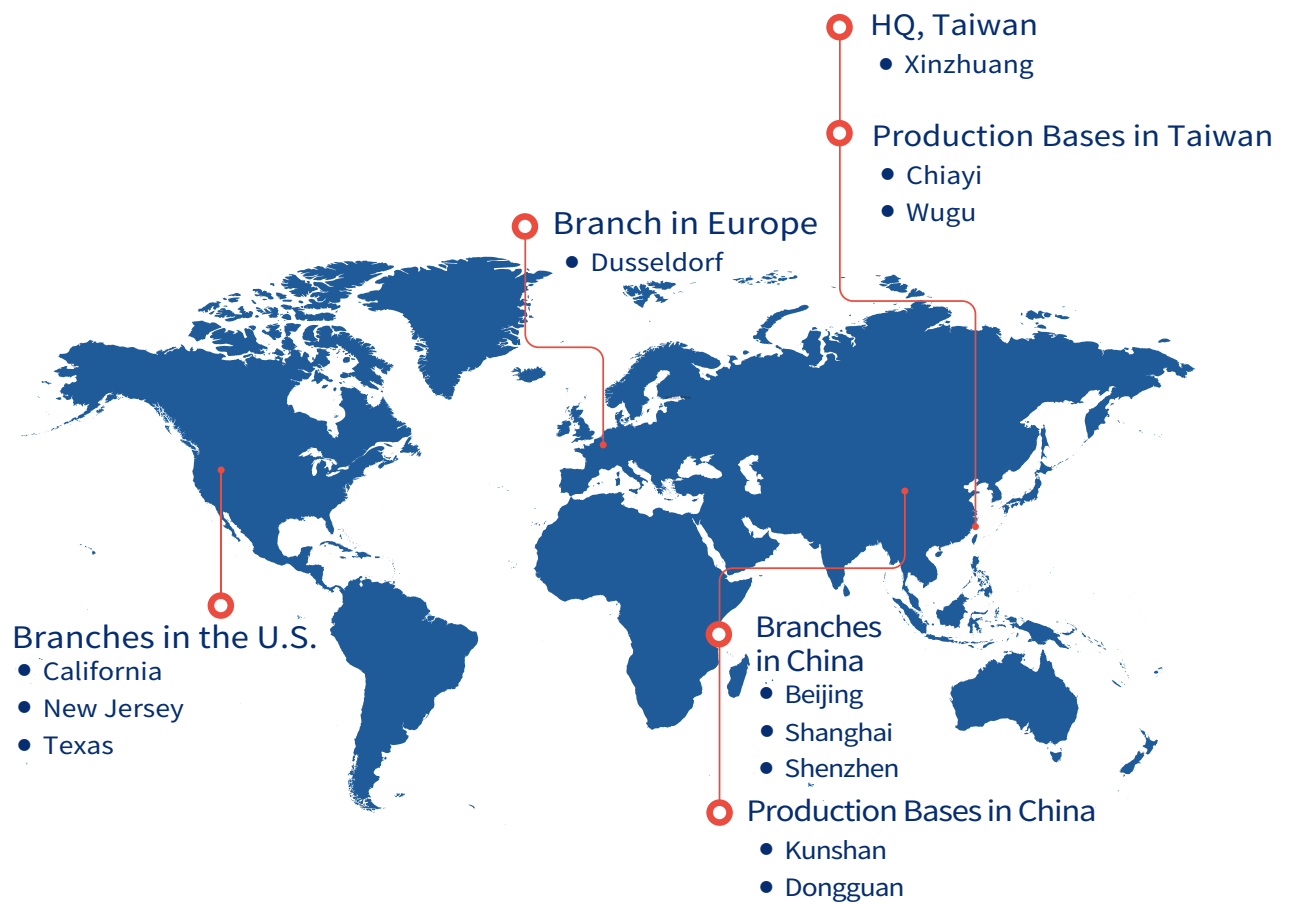 HQ, Taiwan
Xinzhuang
Production Bases in Taiwan
Chiayi
Wugu
Branch in Europe
Dusseldorf
Branches in the U.S.
California
New Jersey
Texas
Branches
in China
Beijing
Shanghai
Shenzhen
Production Bases in China
Kunshan
Dongguan